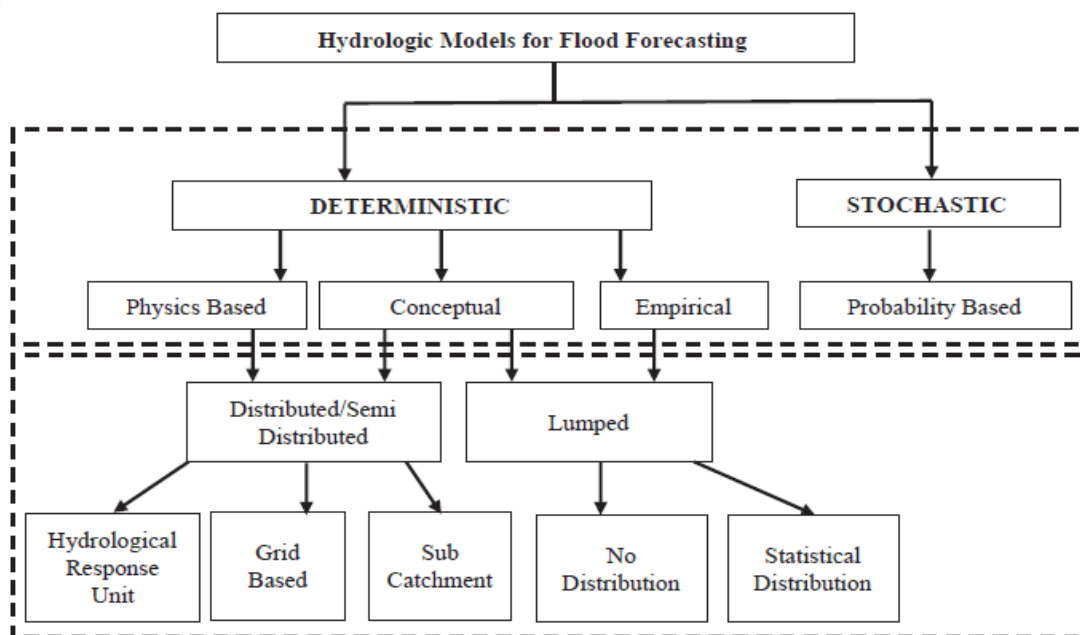 Hydrologic Models for Flood Forecasting
DETERMINISTIC
STOCHASTIC
Physics Based
Conceptual
Empirical
Probability Based
Distributed/Semi
Distributed
Lumped
Hydrological
Response
Unit
Grid
Based
Sub
Catchment
No
Distribution
Statistical
Distribution